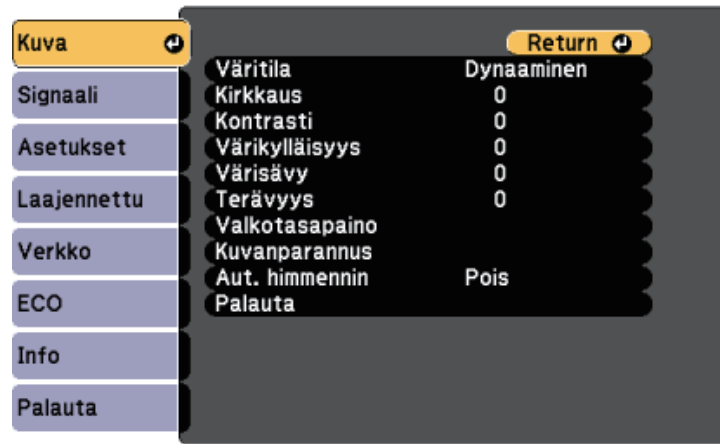 Kuva
Signaali
Asetukset
Laajennettu
Verkko
ECO
Info
Palauta
Return
Väritila Dynaaminen
Kirkkaus 0
Kontrasti 0
Värikylläisyys 0
Värisävy 0
Terävyys 0
Valkotasapaino
Kuvanparannus
Aut. himmennin Pois
Palauta